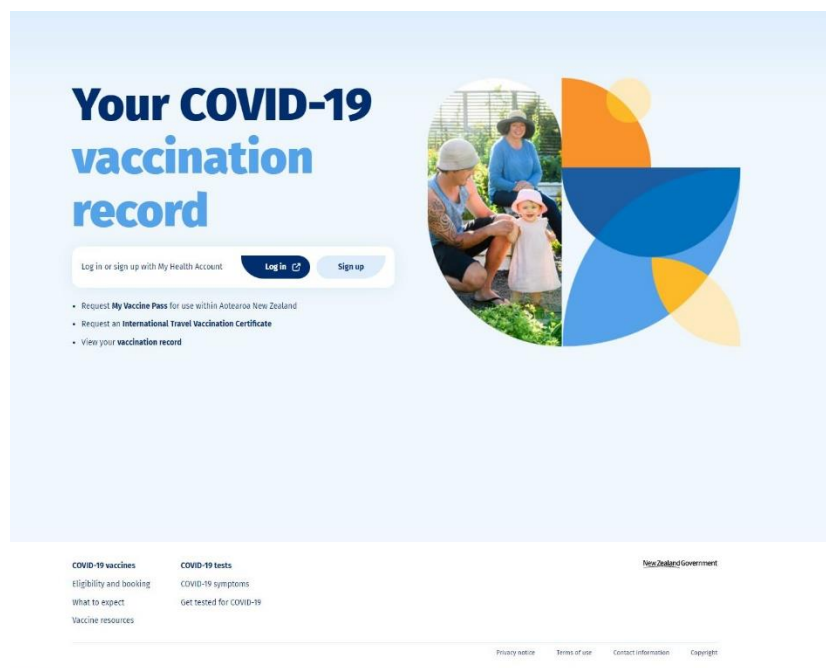 Your COVID-19
vaccination
record
Log in or sign up with My Health Account
Log in
Sign up
• Request My Vaccine Pass for use within Aotearoa New Zealand
• Request an International Travel Vaccination Certificate
• View your vaccination record
COVID-19 vaccines
Eligibility and booking
What to expect
Vaccine resources
COVID-19 tests
COVID-19 symptoms
Get tested for COVID-19
New Zealand Government
Privacy notice
Terms of use
Contact information
Copyright